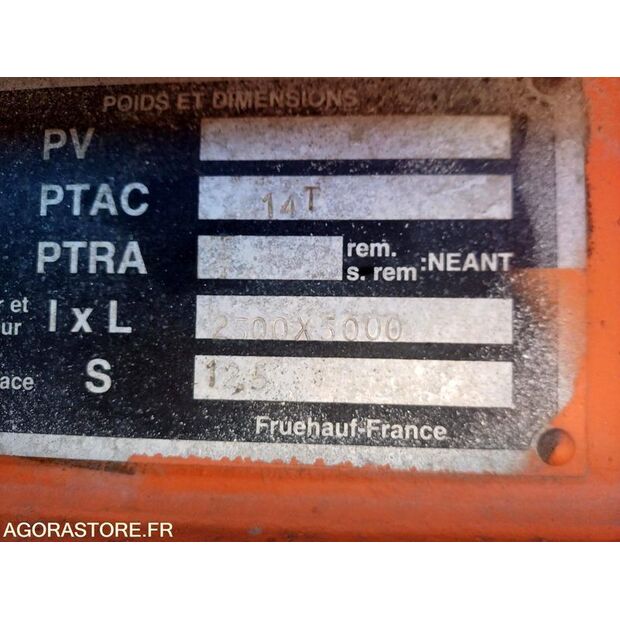 POIDS ET DIMENSIONS
PV
PTAC 14T
PTRA rem.
s. rem :NEANT
r et
ur l x L 2500X5000
ace S 12,5
Fruehauf-France
AGORASTORE.FR